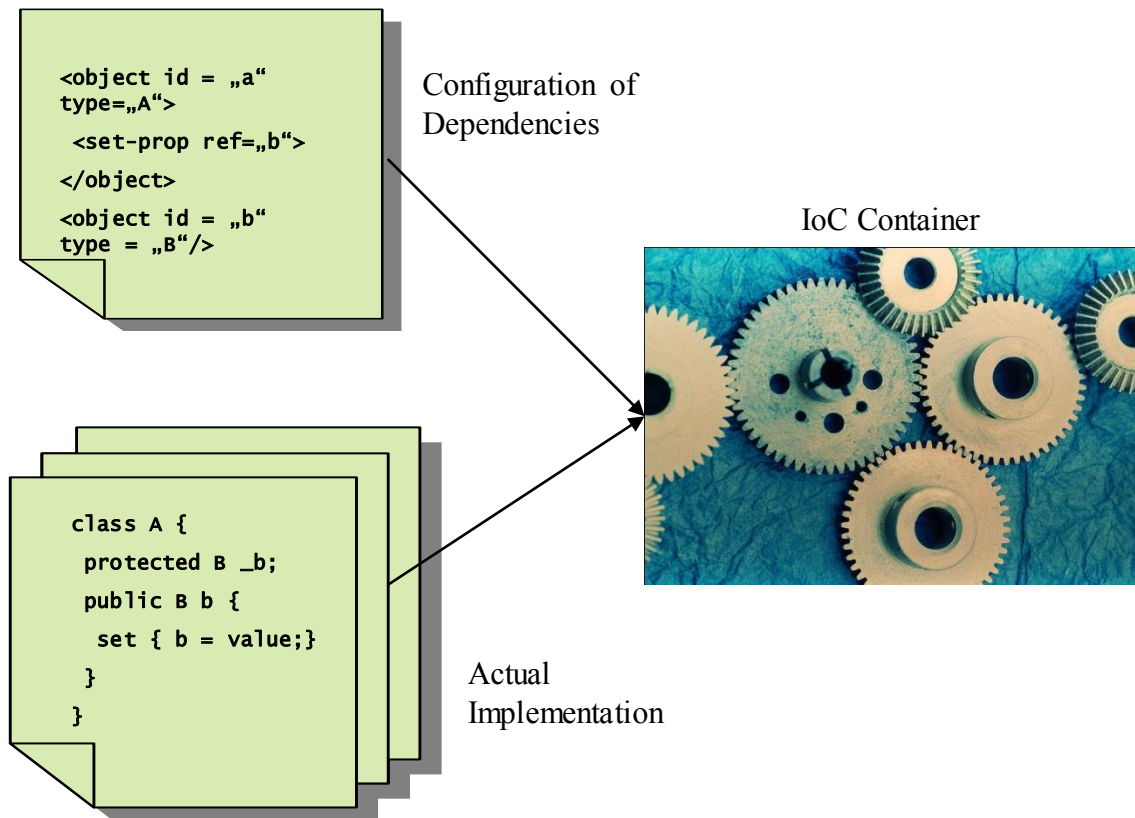 <object id = „a“
type=„A“>
<set-prop ref=„b“>
</object>
<object id = „b“
type = „B“/>
Configuration of
Dependencies
IoC Container
class A {
protected B _b;
public B b {
set { b = value;}
}
}
Actual
Implementation